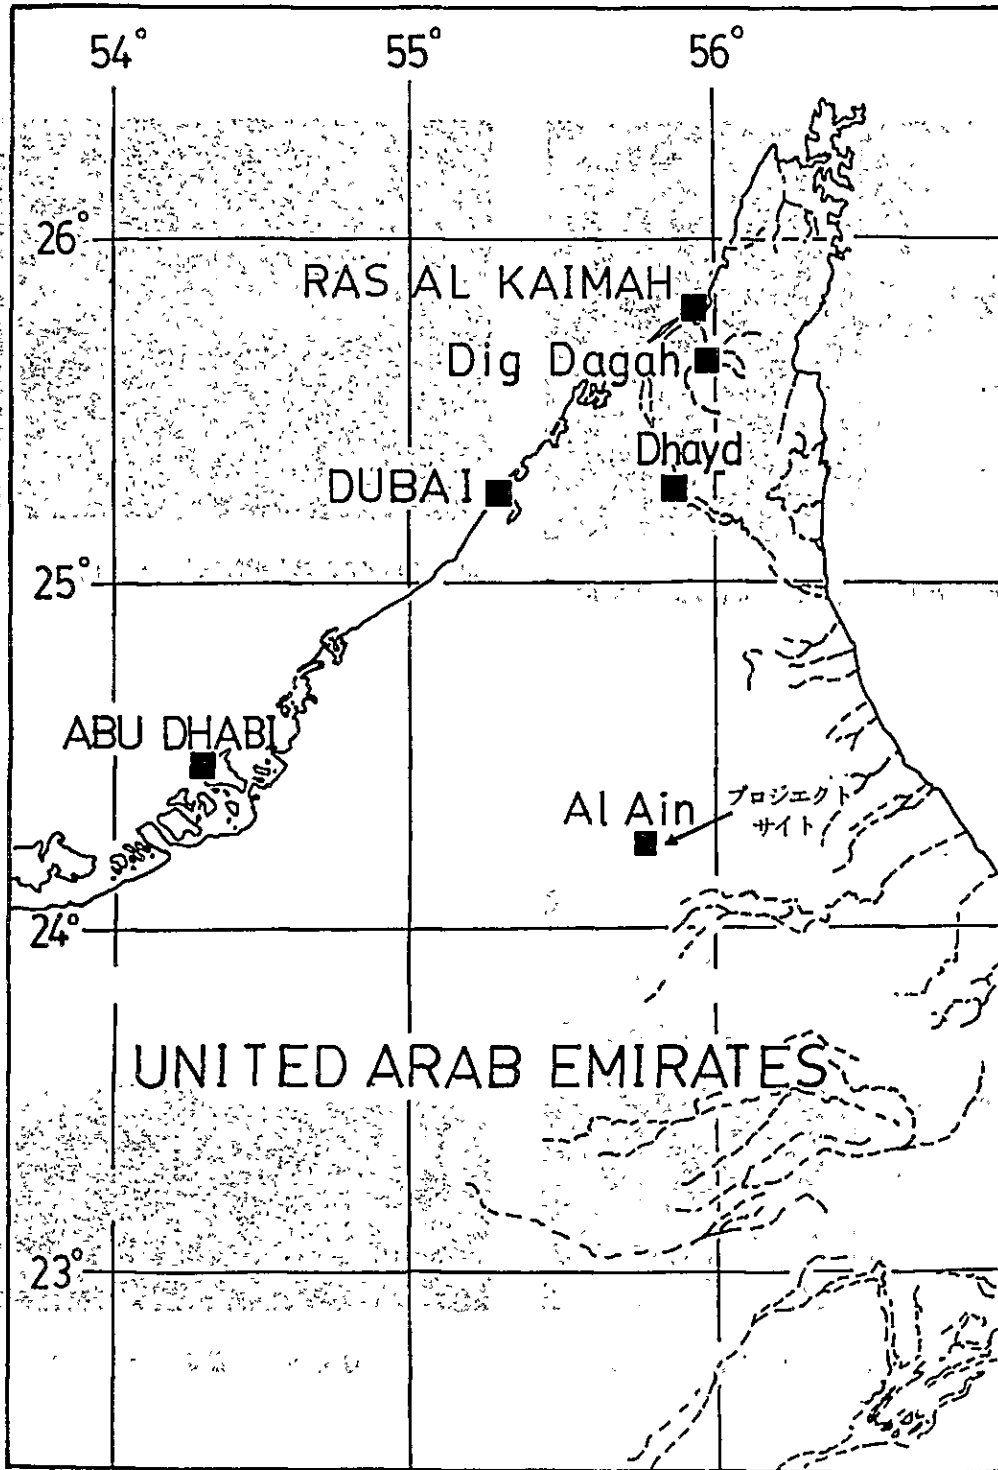 54° 55° 56°
26°
RAS AL KAIMAH
Dig Dagah
Dhayd
DUBAI
25°
ABU DHABI
Al Ain
プロジェクト
サイト
24°
UNITED ARAB EMIRATES
23°